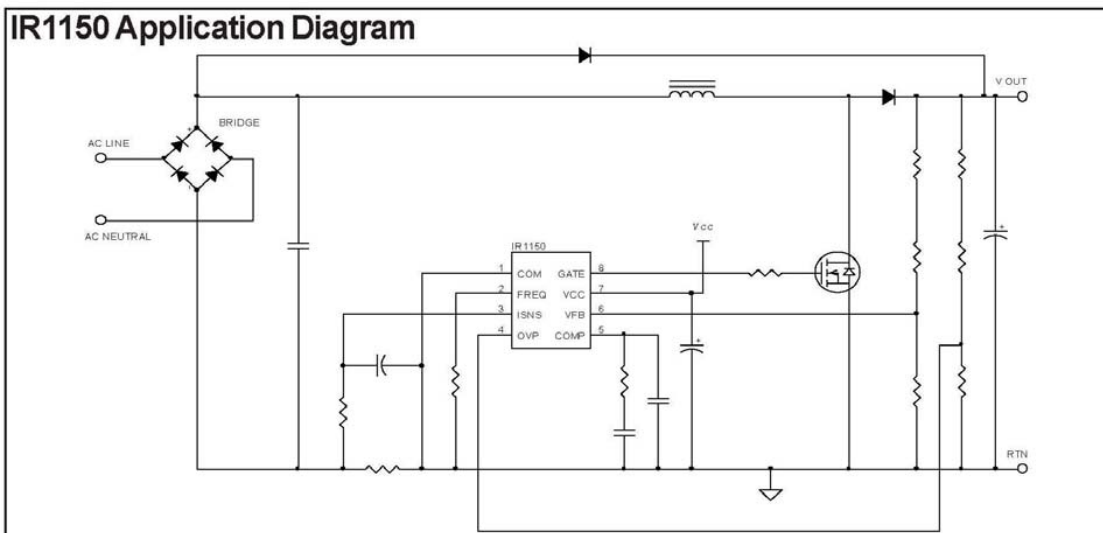 IR1150 Application Diagram
V OUT
BRIDGE
+
AC LINE
-
AC NEUTRAL
Vcc
+
IR1150
1 COM GATE 8
2 FREQ VCC 7
3 ISNS VFB 6
4 OVP COMP 5
+
RTN